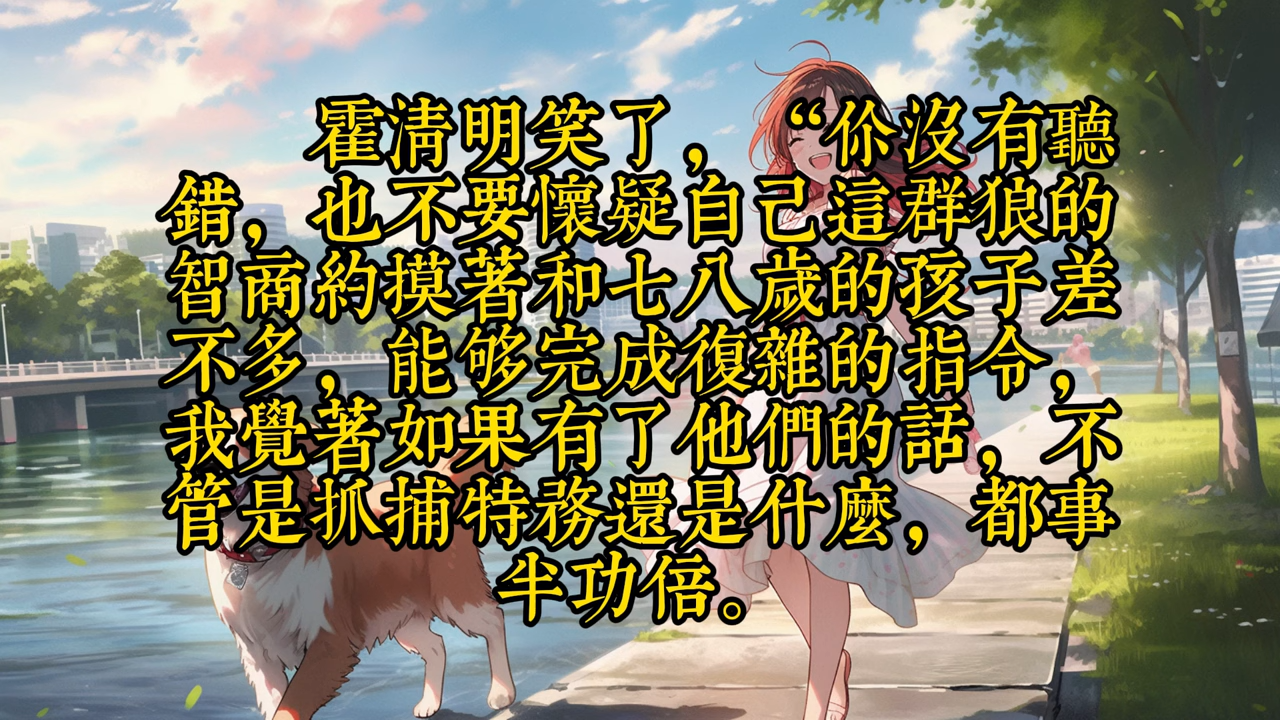 霍淸明笑了，“你沒有聽
錯，也不要懷疑自己這群狼的
智商約摸著和七八歲的孩子差
不多，能够完成復雜的指令，
我覺著如果有了他們的話，不
管是抓捕特務還是什麼，都事
半功倍。